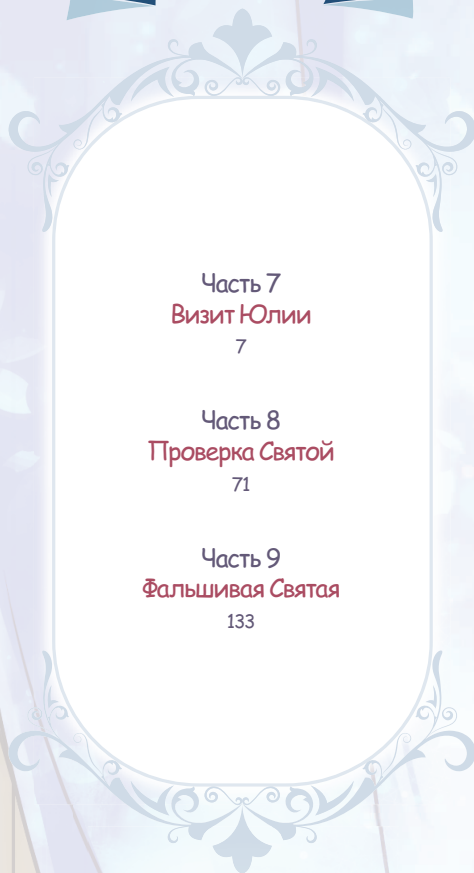 Часть 7
Визит Юлии
7
Часть 8
Проверка Святой
71
Часть 9
Фальшивая Святая
133